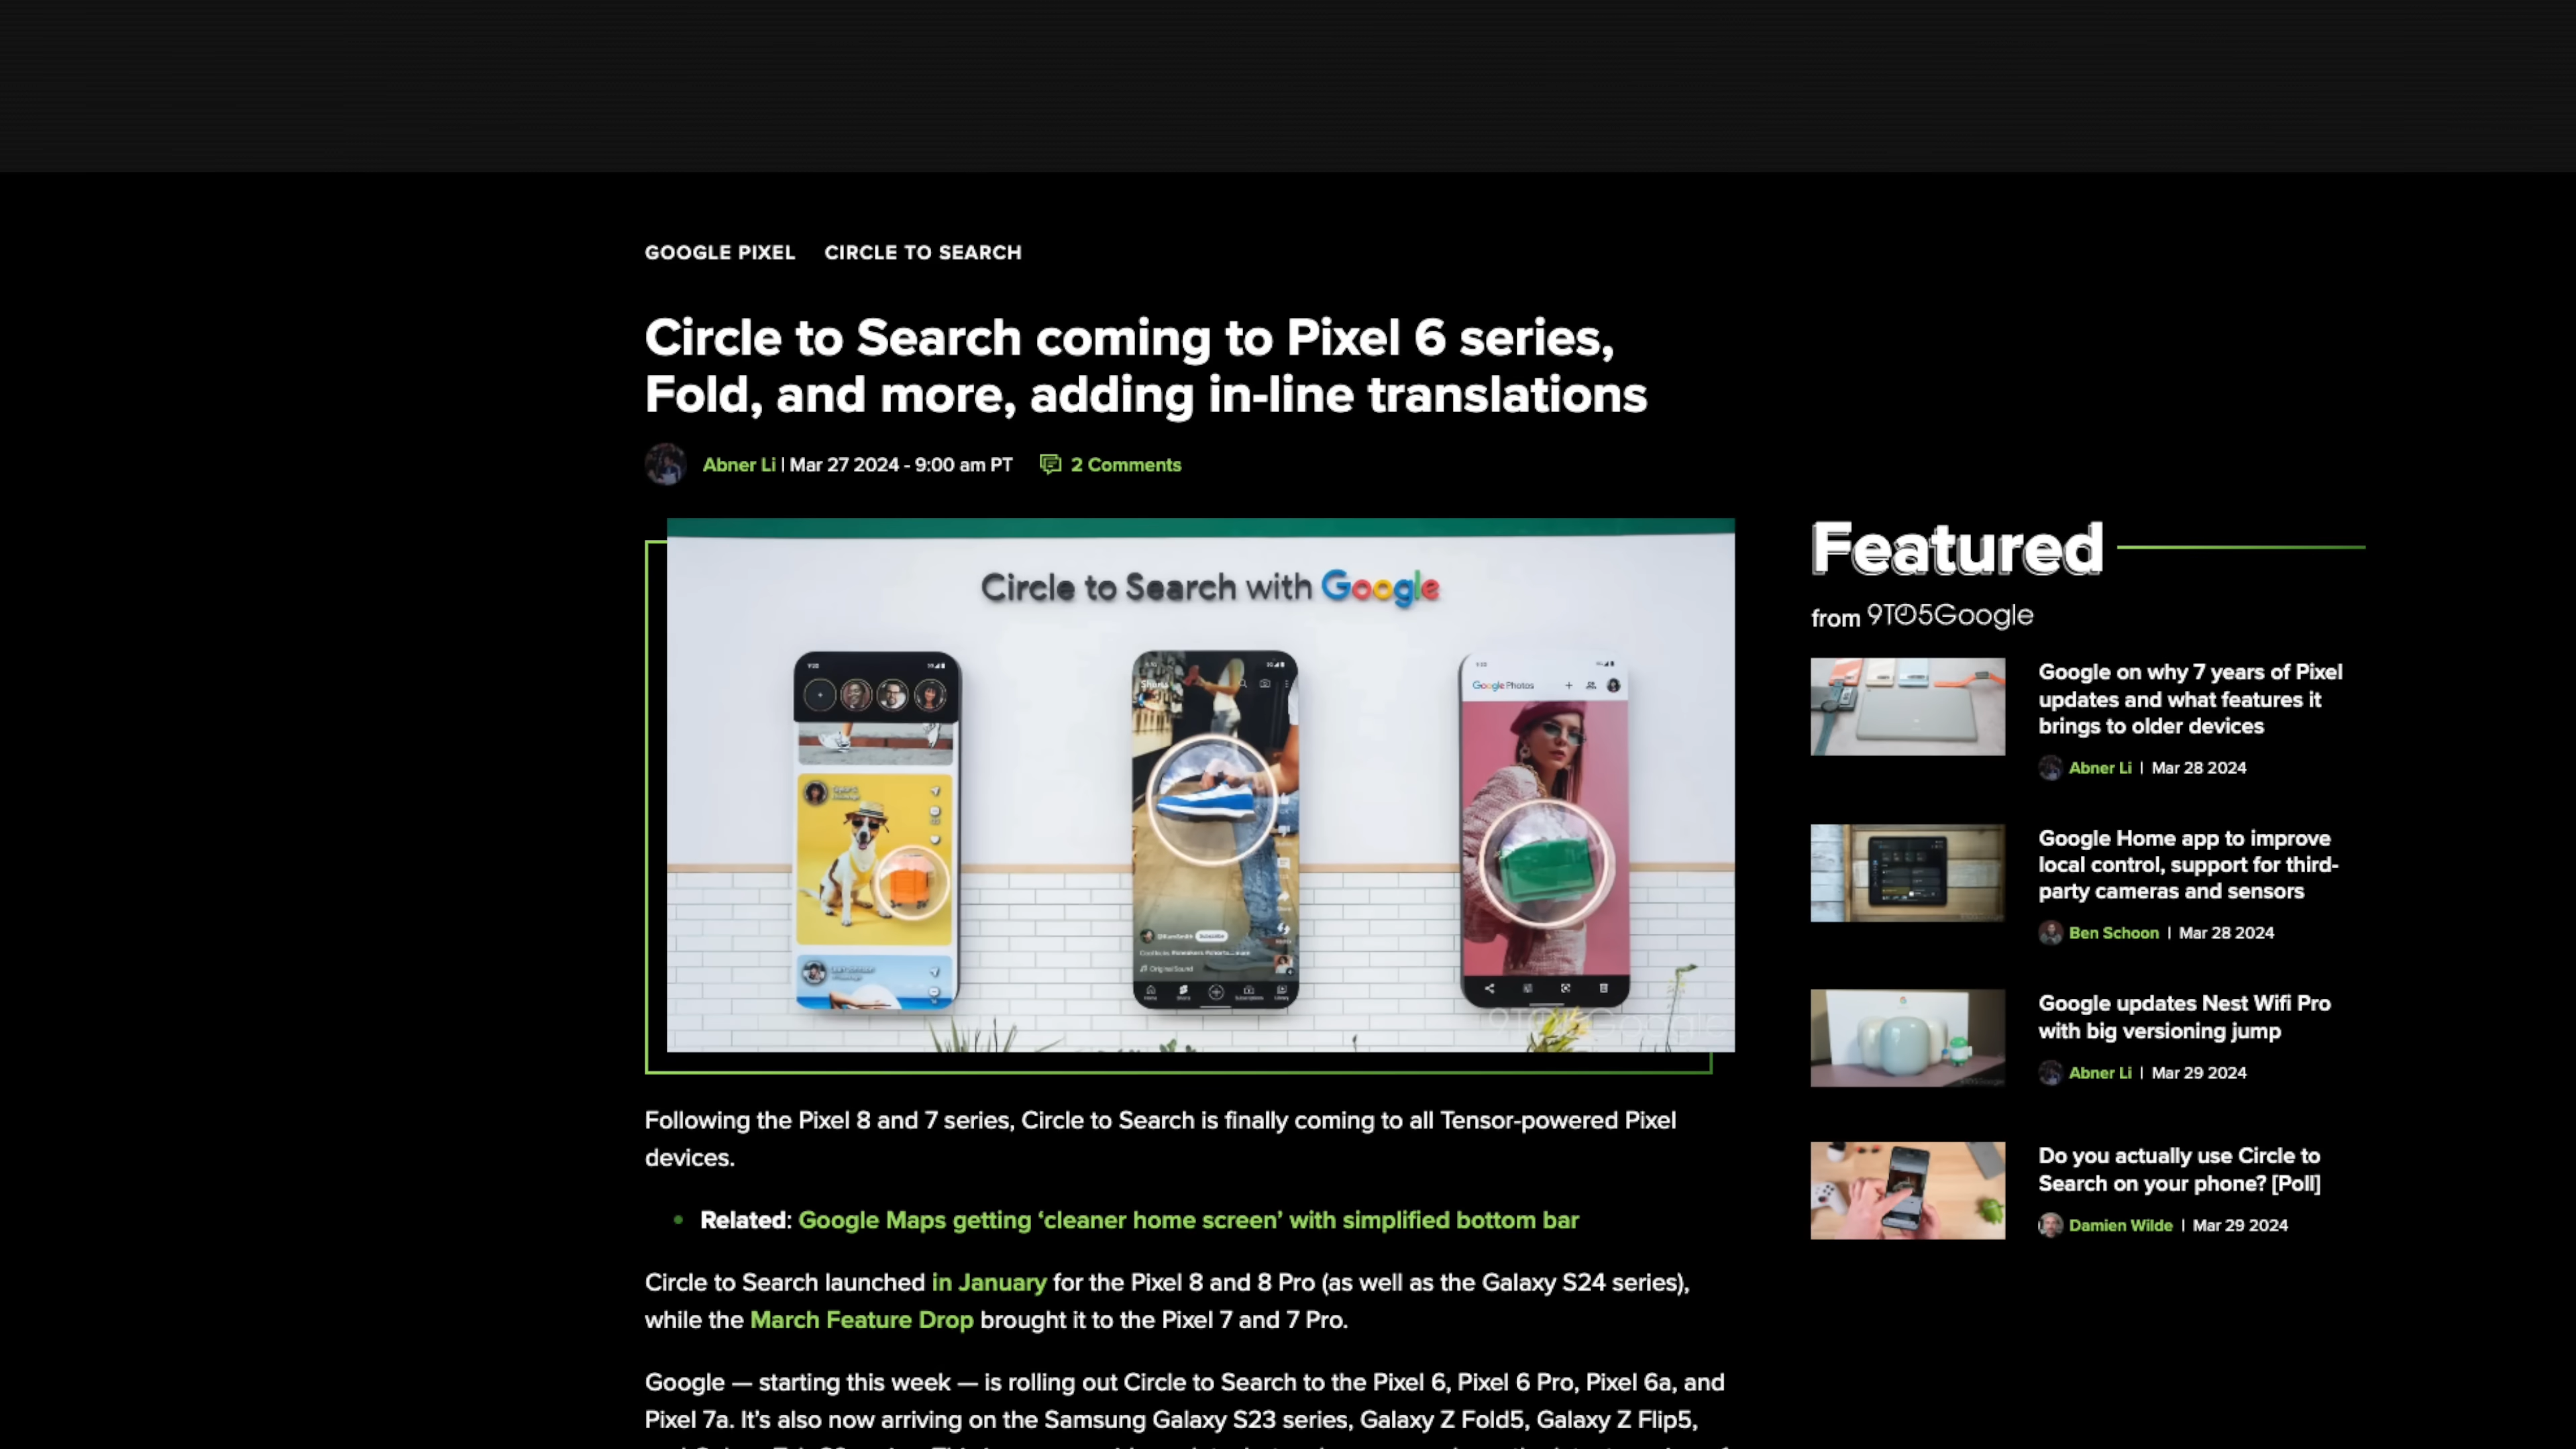 GOOGLE PIXEL CIRCLE TO SEARCH
Circle to Search coming to Pixel 6 series,
Fold, and more, adding in-line translations
Abner Li | Mar 27 2024 - 9:00 am PT 2 Comments
Circle to Search with Google
Google Photos
9TO5Google
Following the Pixel 8 and 7 series, Circle to Search is finally coming to all Tensor-powered Pixel
devices.
Related: Google Maps getting ‘cleaner home screen’ with simplified bottom bar
Circle to Search launched in January for the Pixel 8 and 8 Pro (as well as the Galaxy S24 series),
while the March Feature Drop brought it to the Pixel 7 and 7 Pro.
Google — starting this week — is rolling out Circle to Search to the Pixel 6, Pixel 6 Pro, Pixel 6a, and
Pixel 7a. It’s also now arriving on the Samsung Galaxy S23 series, Galaxy Z Fold5, Galaxy Z Flip5,
Featured
from 9TO5Google
Google on why 7 years of Pixel
updates and what features it
brings to older devices
Abner Li | Mar 28 2024
Google Home app to improve
local control, support for third-
party cameras and sensors
Ben Schoon | Mar 28 2024
Google updates Nest Wifi Pro
with big versioning jump
Abner Li | Mar 29 2024
Do you actually use Circle to
Search on your phone? [Poll]
Damien Wilde | Mar 29 2024